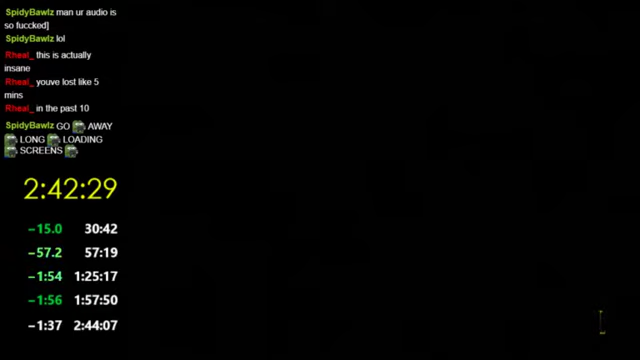 SpidyBawlz man ur audio is
so fuccked]
SpidyBawlz lol
Rheal_ this is actually
insane
Rheal_ youve lost like 5
mins
Rheal_ in the past 10
SpidyBawlz GO AWAY
LONG LOADING
SCREENS
2:42:29
-15.0 30:42
-57.2 57:19
-1:54 1:25:17
-1:56 1:57:50
-1:37 2:44:07